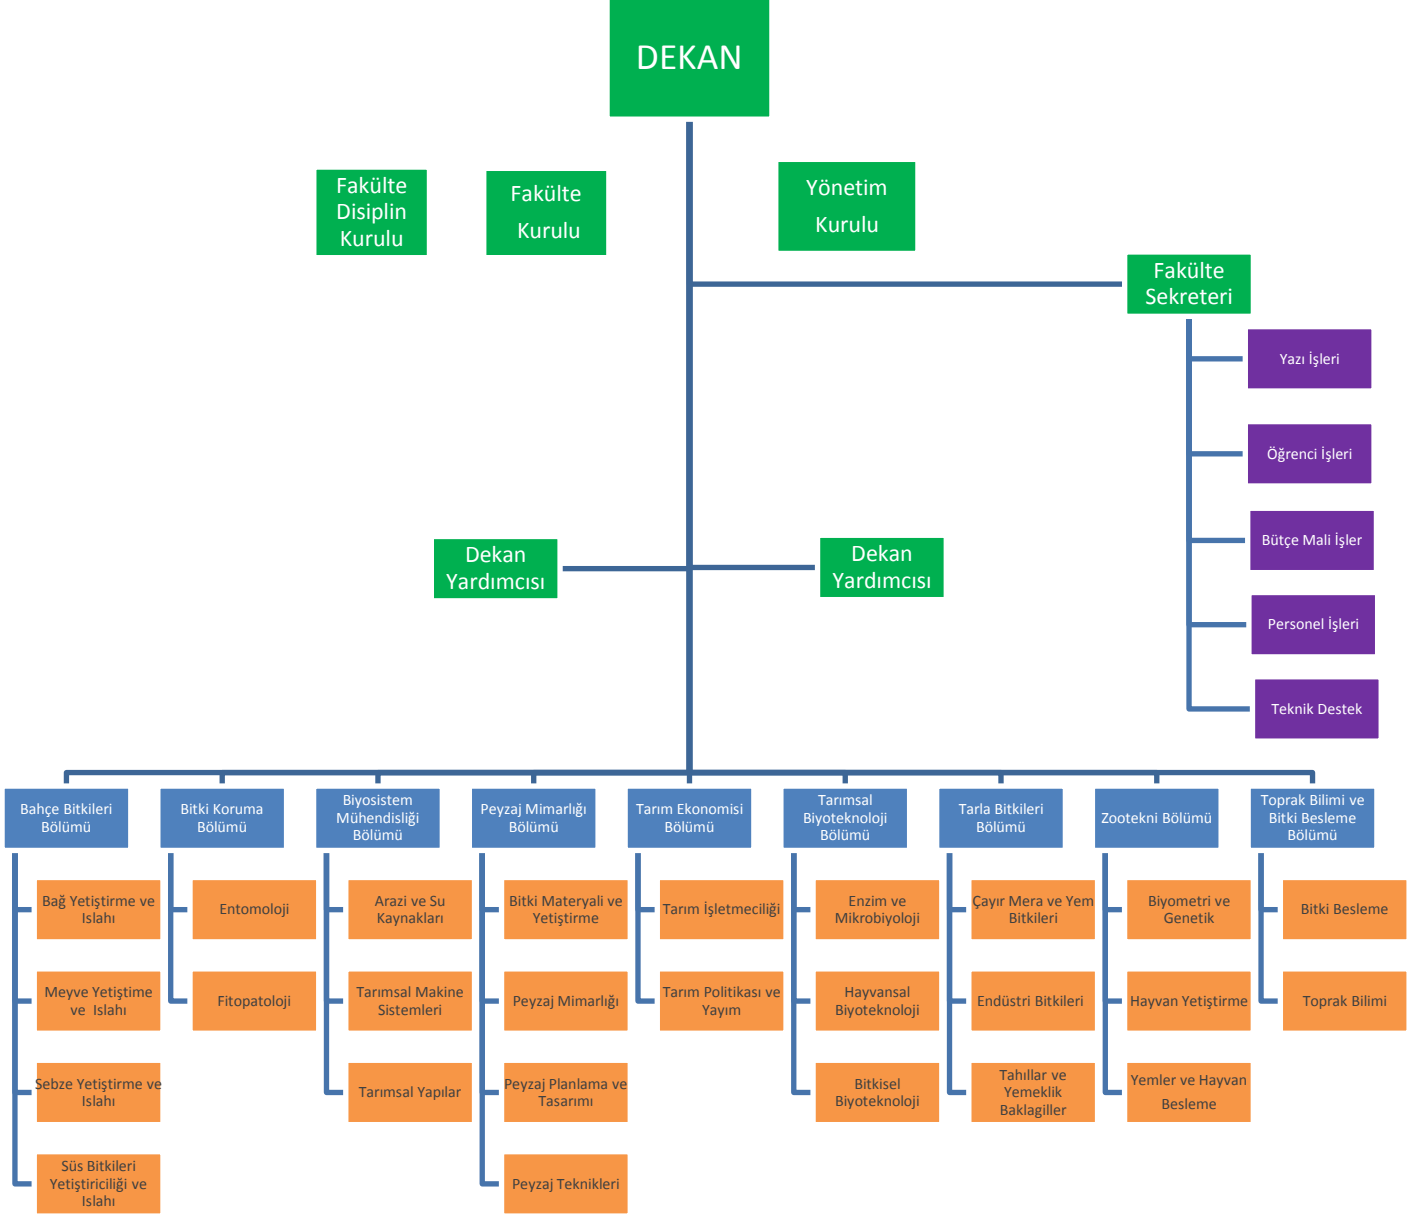 DEKAN
Fakülte
Disiplin
Kurulu
Fakülte
Kurulu
Yönetim
Kurulu
Fakülte
Sekreteri
Yazı İşleri
Öğrenci İşleri
Bütçe Mali İşler
Personel İşleri
Teknik Destek
Dekan
Yardımcısı
Dekan
Yardımcısı
Bahçe Bitkileri
Bölümü
Bağ Yetiştirme ve
Islahı
Meyve Yetiştime
ve Islahı
Sebze Yetiştirme ve
Islahı
Süs Bitkileri
Yetiştiriciliği ve
Islahı
Bitki Koruma
Bölümü
Entomoloji
Fitopatoloji
Biyosistem
Mühendisliği
Bölümü
Arazi ve Su
Kaynakları
Tarımsal Makine
Sistemleri
Tarımsal Yapılar
Peyzaj Mimarlığı
Bölümü
Bitki Materyali ve
Yetiştirme
Peyzaj Mimarlığı
Peyzaj Planlama ve
Tasarımı
Peyzaj Teknikleri
Tarım Ekonomisi
Bölümü
Tarım İşletmeciliği
Tarım Politikası ve
Yayım
Tarımsal
Biyoteknoloji
Bölümü
Enzim ve
Mikrobiyoloji
Hayvansal
Biyoteknoloji
Bitkisel
Biyoteknoloji
Tarla Bitkileri
Bölümü
Çayır Mera ve Yem
Bitkileri
Endüstri Bitkileri
Tahıllar ve
Yemeklik
Baklagiller
Zootekni Bölümü
Biyometri ve
Genetik
Hayvan Yetiştirme
Yemler ve Hayvan
Besleme
Toprak Bilimi ve
Bitki Besleme
Bölümü
Bitki Besleme
Toprak Bilimi